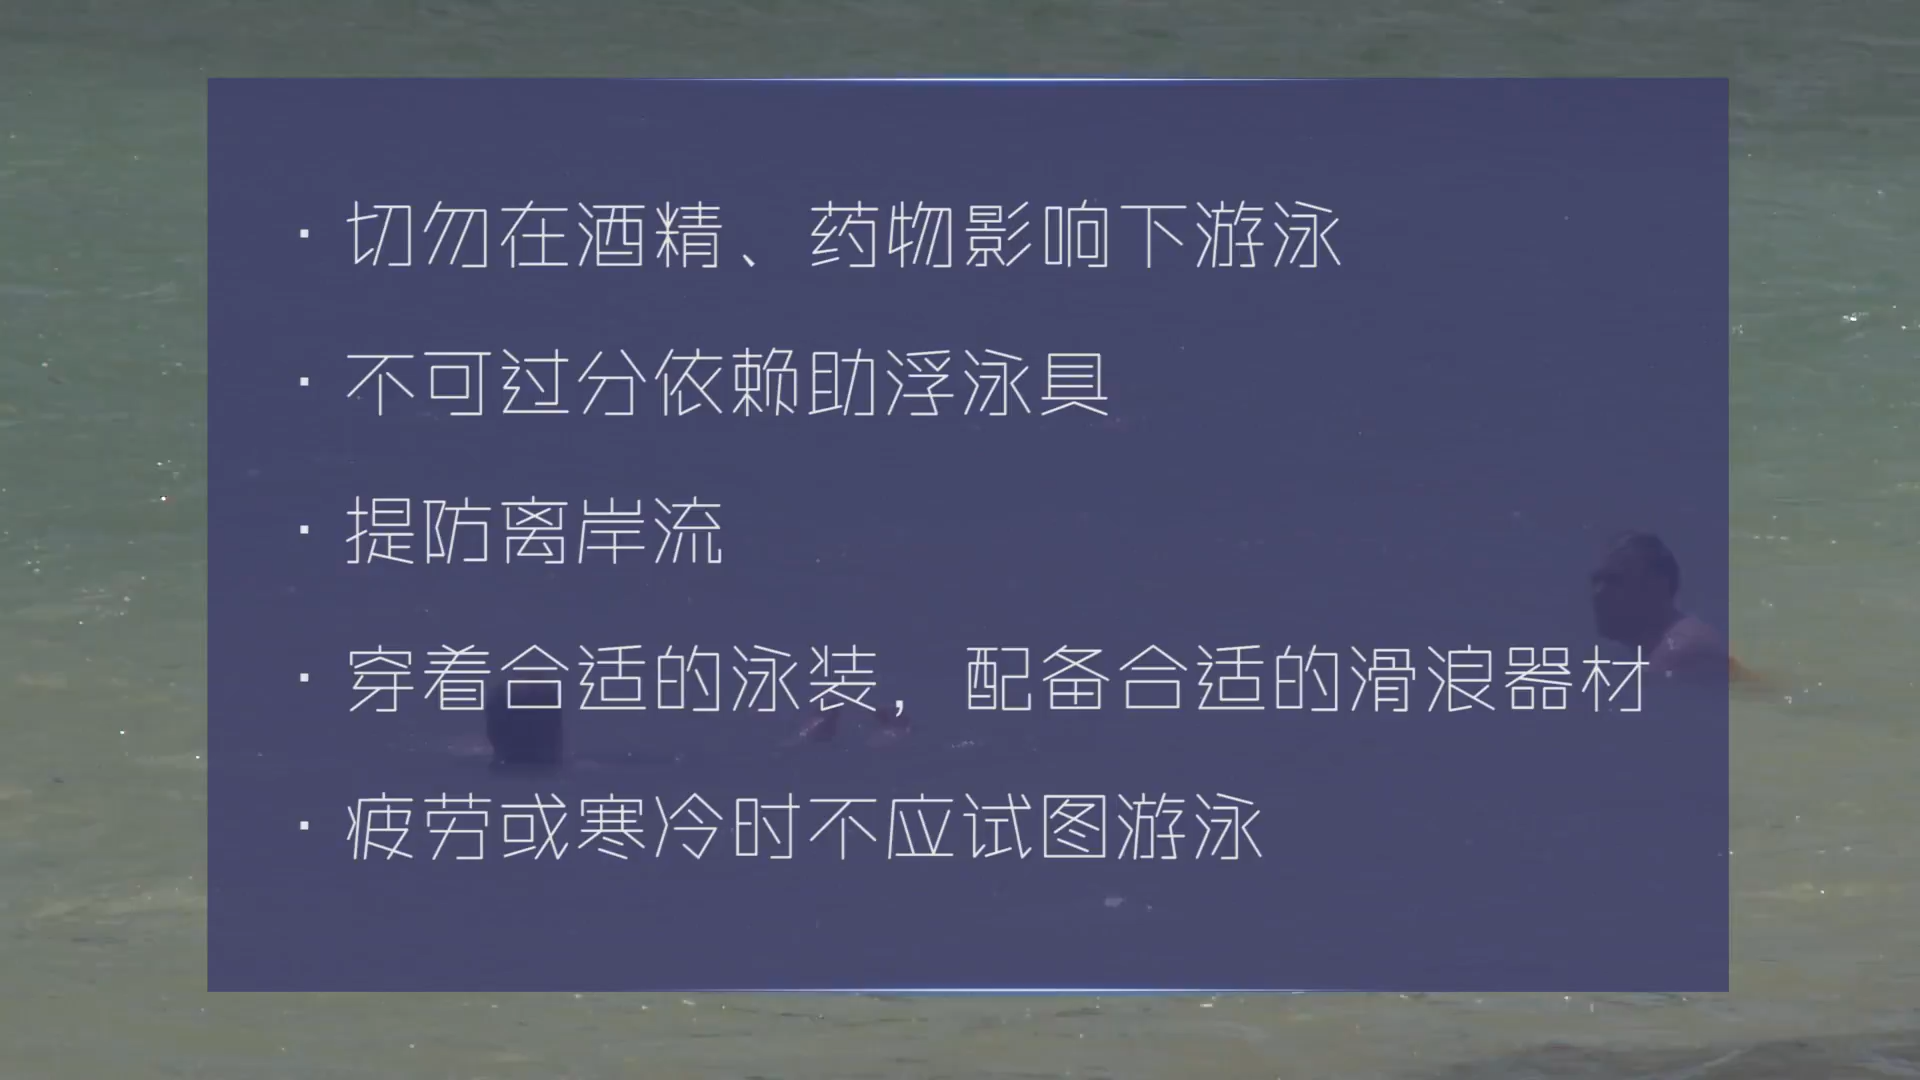 · 切勿在酒精、药物影响下游泳
· 不可过分依赖助浮泳具
· 提防离岸流
· 穿着合适的泳装，配备合适的滑浪器材
· 疲劳或寒冷时不应试图游泳